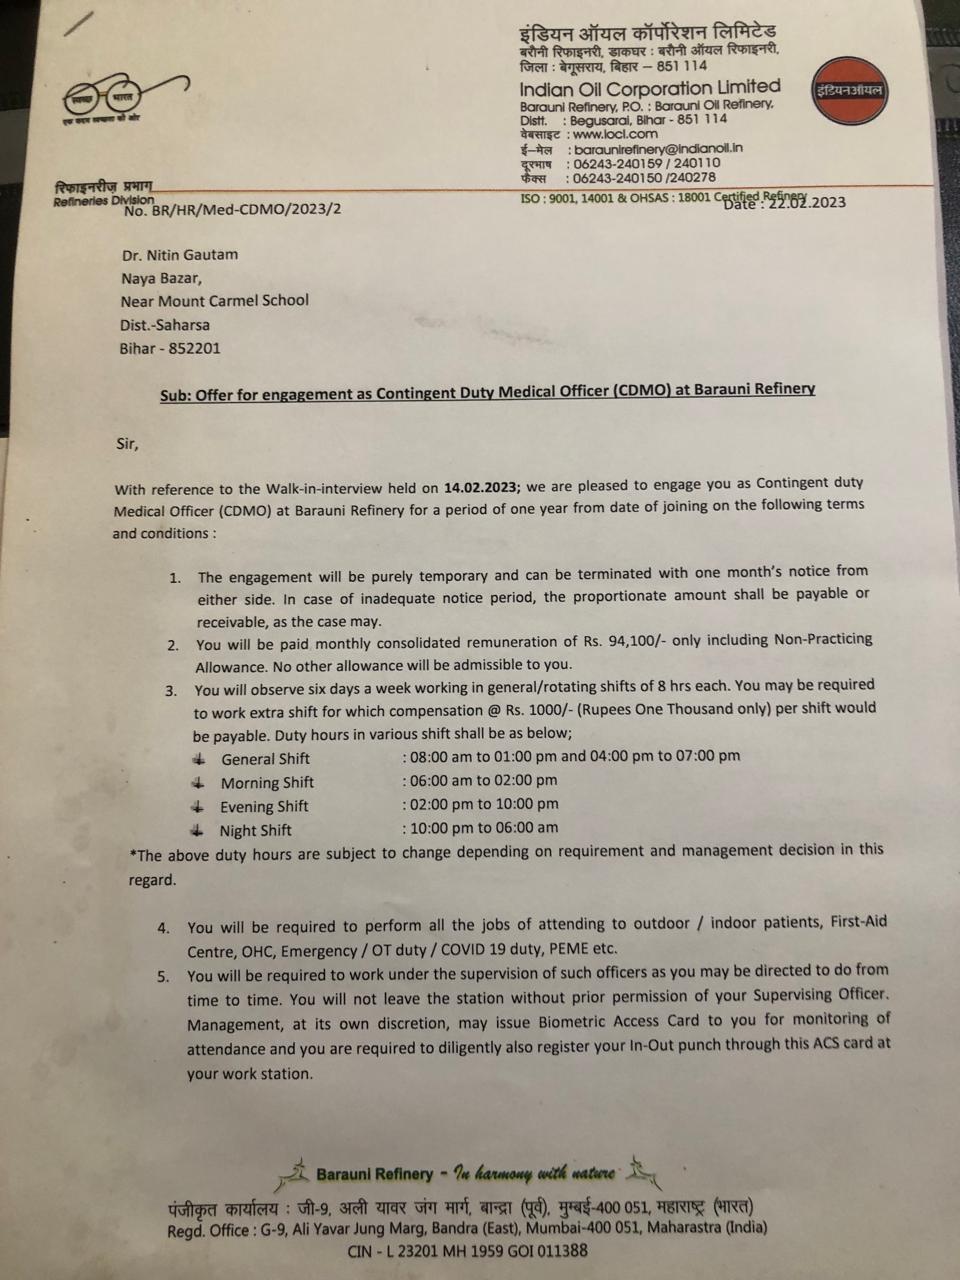 इंडियन ऑयल कॉर्पोरेशन लिमिटेड
बरौनी रिफाइनरी, डाकघर : बरौनी ऑयल रिफाइनरी,
जिला : बेगूसराय, बिहार – 851 114
Indian Oil Corporation Limited
Barauni Refinery, P.O. : Barauni Oil Refinery,
Distt. : Begusarai, Bihar - 851 114
वेबसाइट : www.iocl.com
ई–मेल : baraunirefinery@indianoil.in
दूरभाष : 06243-240159 / 240110
फैक्स : 06243-240150 /240278
इंडियनऑयल
स्वच्छ भारत
एक कदम स्वच्छता की ओर
रिफाइनरीज़ प्रभाग
Refineries Division
ISO : 9001, 14001 & OHSAS : 18001 Certified Refinery
No. BR/HR/Med-CDMO/2023/2
Date : 22.02.2023
Dr. Nitin Gautam
Naya Bazar,
Near Mount Carmel School
Dist.-Saharsa
Bihar - 852201
Sub: Offer for engagement as Contingent Duty Medical Officer (CDMO) at Barauni Refinery
Sir,
With reference to the Walk-in-interview held on 14.02.2023; we are pleased to engage you as Contingent duty
Medical Officer (CDMO) at Barauni Refinery for a period of one year from date of joining on the following terms
and conditions :
1. The engagement will be purely temporary and can be terminated with one month's notice from
either side. In case of inadequate notice period, the proportionate amount shall be payable or
receivable, as the case may.
2. You will be paid monthly consolidated remuneration of Rs. 94,100/- only including Non-Practicing
Allowance. No other allowance will be admissible to you.
3. You will observe six days a week working in general/rotating shifts of 8 hrs each. You may be required
to work extra shift for which compensation @ Rs. 1000/- (Rupees One Thousand only) per shift would
be payable. Duty hours in various shift shall be as below;
General Shift : 08:00 am to 01:00 pm and 04:00 pm to 07:00 pm
Morning Shift : 06:00 am to 02:00 pm
Evening Shift : 02:00 pm to 10:00 pm
Night Shift : 10:00 pm to 06:00 am
*The above duty hours are subject to change depending on requirement and management decision in this
regard.
4. You will be required to perform all the jobs of attending to outdoor / indoor patients, First-Aid
Centre, OHC, Emergency / OT duty / COVID 19 duty, PEME etc.
5. You will be required to work under the supervision of such officers as you may be directed to do from
time to time. You will not leave the station without prior permission of your Supervising Officer.
Management, at its own discretion, may issue Biometric Access Card to you for monitoring of
attendance and you are required to diligently also register your In-Out punch through this ACS card at
your work station.
Barauni Refinery - In harmony with nature
पंजीकृत कार्यालय : जी-9, अली यावर जंग मार्ग, बान्द्रा (पूर्व), मुम्बई-400 051, महाराष्ट्र (भारत)
Regd. Office : G-9, Ali Yavar Jung Marg, Bandra (East), Mumbai-400 051, Maharastra (India)
CIN - L 23201 MH 1959 GOI 011388